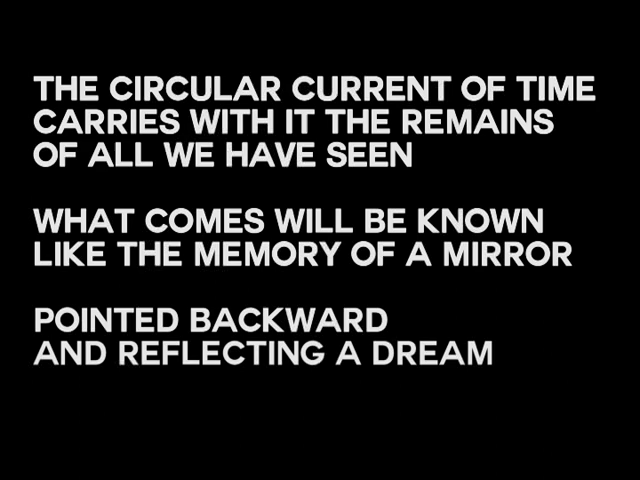 THE CIRCULAR CURRENT OF TIME
CARRIES WITH IT THE REMAINS
OF ALL WE HAVE SEEN
WHAT COMES WILL BE KNOWN
LIKE THE MEMORY OF A MIRROR
POINTED BACKWARD
AND REFLECTING A DREAM